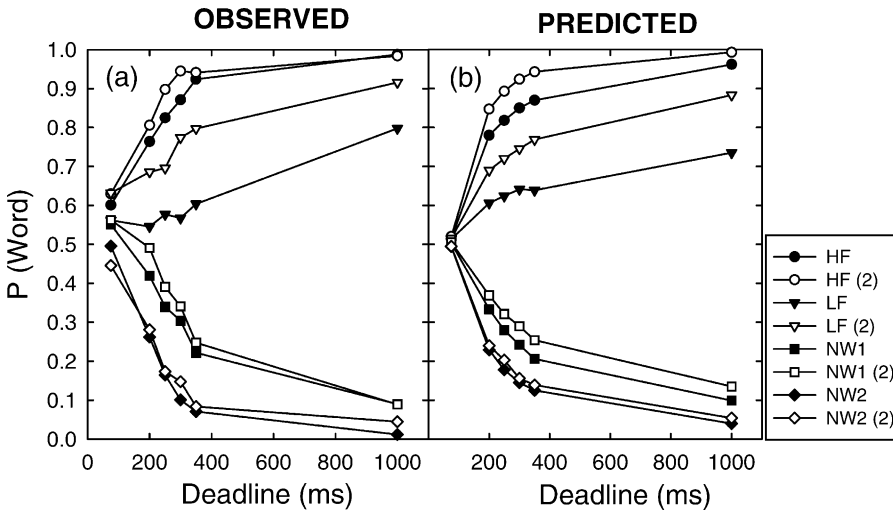 OBSERVED
PREDICTED
P (Word)
1.0
0.9
0.8
0.7
0.6
0.5
0.4
0.3
0.2
0.1
0.0
(a)
(b)
0 200 400 600 800 1000
200 400 600 800 1000
Deadline (ms)
Deadline (ms)
HF
HF (2)
LF
LF (2)
NW1
NW1 (2)
NW2
NW2 (2)